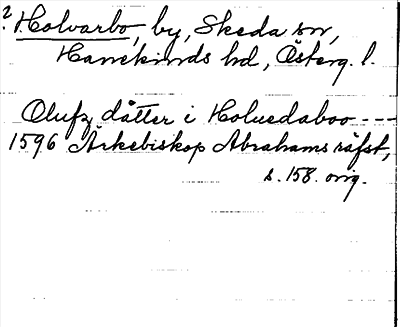 ? Holvarbo, by, Skeda sn,
Hanekinds hd, Österg. l.
Olufz dåtter i Holuedaboo ---
1596 Ärkebiskop Abrahams räfst,
s. 158. orig.